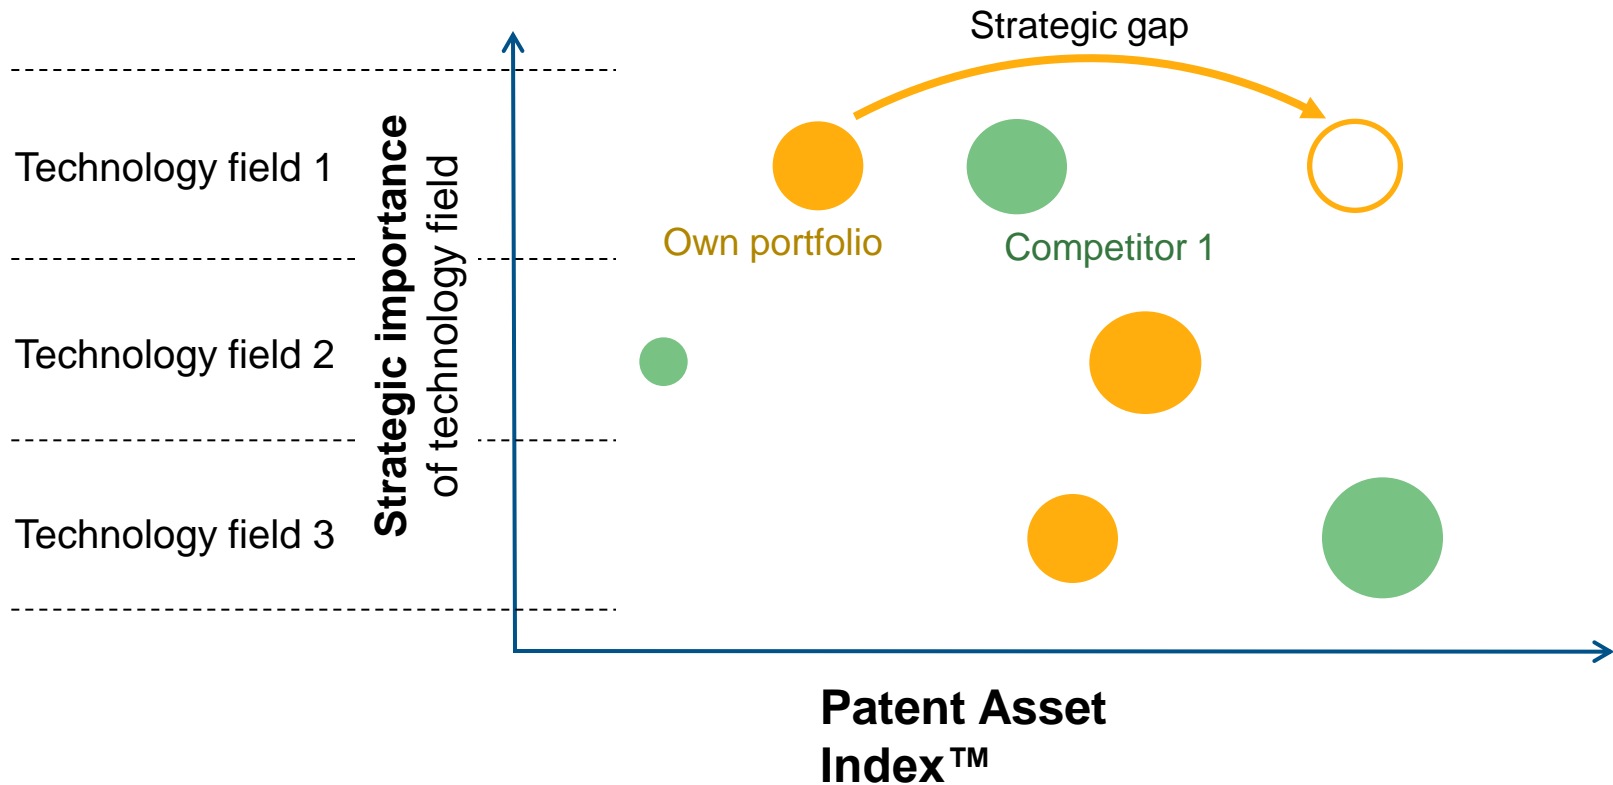 Strategic gap
Technology field 1
Strategic importance
of technology field
Own portfolio
Competitor 1
Technology field 2
Technology field 3
Patent Asset
Index™